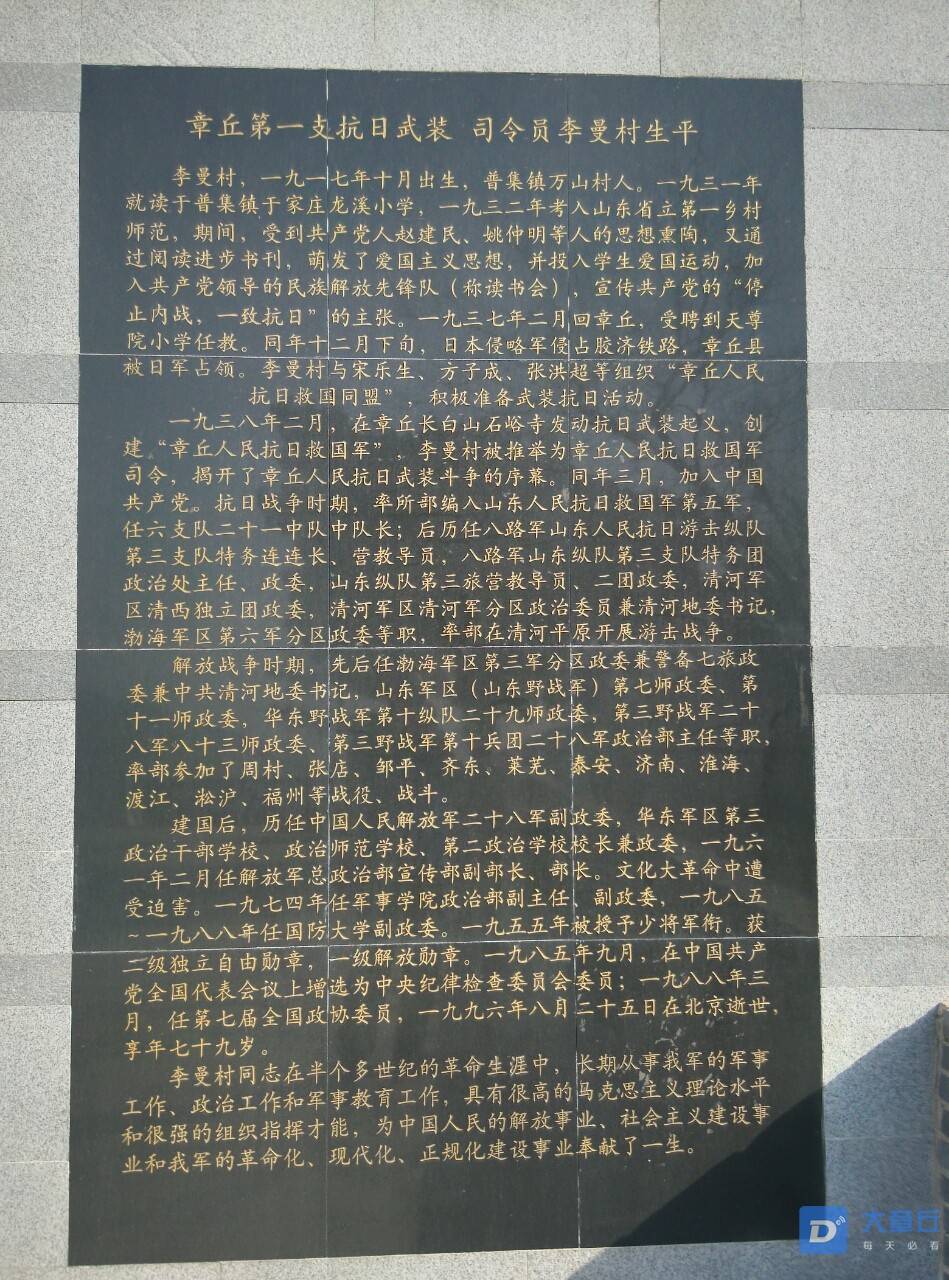 章丘第一支抗日武装 司令员李曼村生平
李曼村，一九一七年十月出生，普集镇万山村人。一九三一年
就读于普集镇于家庄龙溪小学，一九三二年考入山东省立第一乡村
师范，期间，受到共产党人赵建民、姚仲明等人的思想熏陶，又通
过阅读进步书刊，萌发了爱国主义思想，并投入学生爱国运动，加
入共产党领导的民族解放先锋队（称读书会），宣传共产党的“停
止内战，一致抗日”的主张。一九三七年二月回章丘，受聘到天尊
院小学任教。同年十二月下旬，日本侵略军侵占胶济铁路，章丘县
被日军占领。李曼村与宋乐生、方子成、张洪超等组织“章丘人民
抗日救国同盟”，积极准备武装抗日活动。
一九三八年二月，在章丘长白山石峪寺发动抗日武装起义，创
建“章丘人民抗日救国军”，李曼村被推举为章丘人民抗日救国军
司令，揭开了章丘人民抗日武装斗争的序幕。同年三月，加入中国
共产党。抗日战争时期，率所部编入山东人民抗日救国军第五军，
任六支队二十一中队中队长；后历任八路军山东人民抗日游击纵队
第三支队特务连连长、营教导员，八路军山东纵队第三支队特务团
政治处主任、政委，山东纵队第三旅营教导员、二团政委，清河军
区清西独立团政委，清河军区清河军分区政治委员兼清河地委书记，
渤海军区第六军分区政委等职，率部在清河平原开展游击战争。
解放战争时期，先后任渤海军区第三军分区政委兼警备七旅政
委兼中共清河地委书记，山东军区（山东野战军）第七师政委、第
十一师政委，华东野战军第十纵队二十九师政委，第三野战军二十
八军八十三师政委、第三野战军第十兵团二十八军政治部主任等职，
率部参加了周村、张店、邹平、齐东、莱芜、泰安、济南、淮海、
渡江、淞沪、福州等战役、战斗。
建国后，历任中国人民解放军二十八军副政委，华东军区第三
政治干部学校、政治师范学校、第二政治学校校长兼政委，一九六
一年二月任解放军总政治部宣传部副部长、部长。文化大革命中遭
受迫害。一九七四年任军事学院政治部副主任、副政委，一九八五
~一九八八年任国防大学副政委。一九五五年被授予少将军衔。获
二级独立自由勋章，一级解放勋章。一九八五年九月，在中国共产
党全国代表会议上增选为中央纪律检查委员会委员；一九八八年三
月，任第七届全国政协委员，一九九六年八月二十五日在北京逝世，
享年七十九岁。
李曼村同志在半个多世纪的革命生涯中，长期从事我军的军事
工作、政治工作和军事教育工作，具有很高的马克思主义理论水平
和很强的组织指挥才能，为中国人民的解放事业、社会主义建设事
业和我军的革命化、现代化、正规化建设事业奉献了一生。
大章丘
每天必看